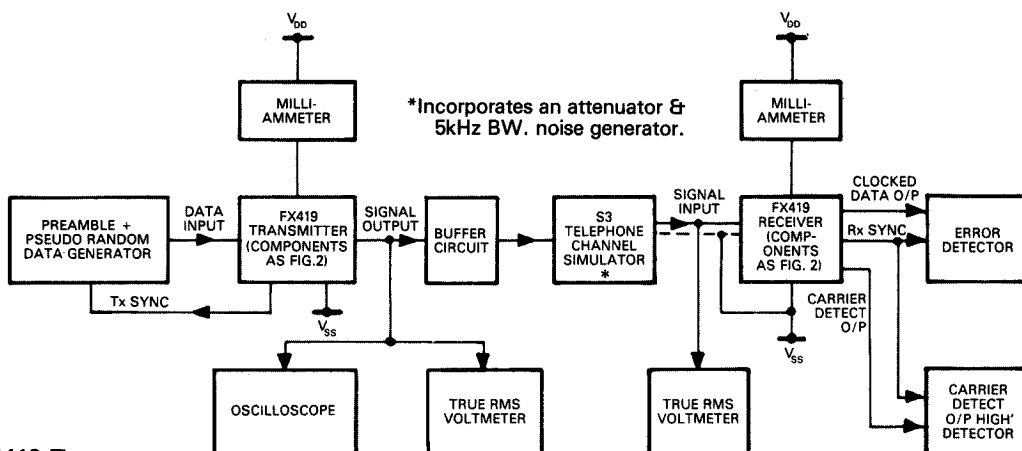 V_DD
V_DD
MILLI-
AMMETER
*Incorporates an attenuator &
5kHz BW. noise generator.
MILLI-
AMMETER
PREAMBLE +
PSEUDO RANDOM
DATA GENERATOR
DATA
INPUT
FX419
TRANSMITTER
(COMPONENTS
AS FIG.2)
SIGNAL
OUTPUT
BUFFER
CIRCUIT
S3
TELEPHONE
CHANNEL
SIMULATOR
*
SIGNAL
INPUT
FX419
RECEIVER
(COMP-
ONENTS
AS FIG. 2)
CLOCKED
DATA O/P
Rx SYNC
ERROR
DETECTOR
Tx SYNC
V_SS
CARRIER
DETECT
O/P
V_SS
OSCILLOSCOPE
TRUE RMS
VOLTMETER
TRUE RMS
VOLTMETER
CARRIER
DETECT
O/P HIGH'
DETECTOR